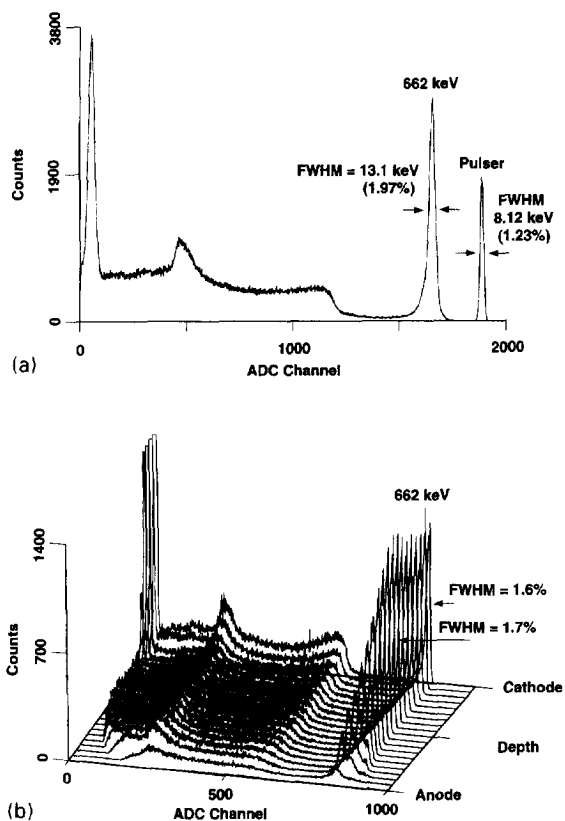 3800
1900
0
Counts
662 keV
FWHM = 13.1 keV
(1.97%)
Pulser
FWHM
8.12 keV
(1.23%)
0
1000
2000
ADC Channel
(a)
1400
700
0
Counts
662 keV
FWHM = 1.6%
FWHM = 1.7%
Cathode
Depth
Anode
0
500
1000
ADC Channel
(b)